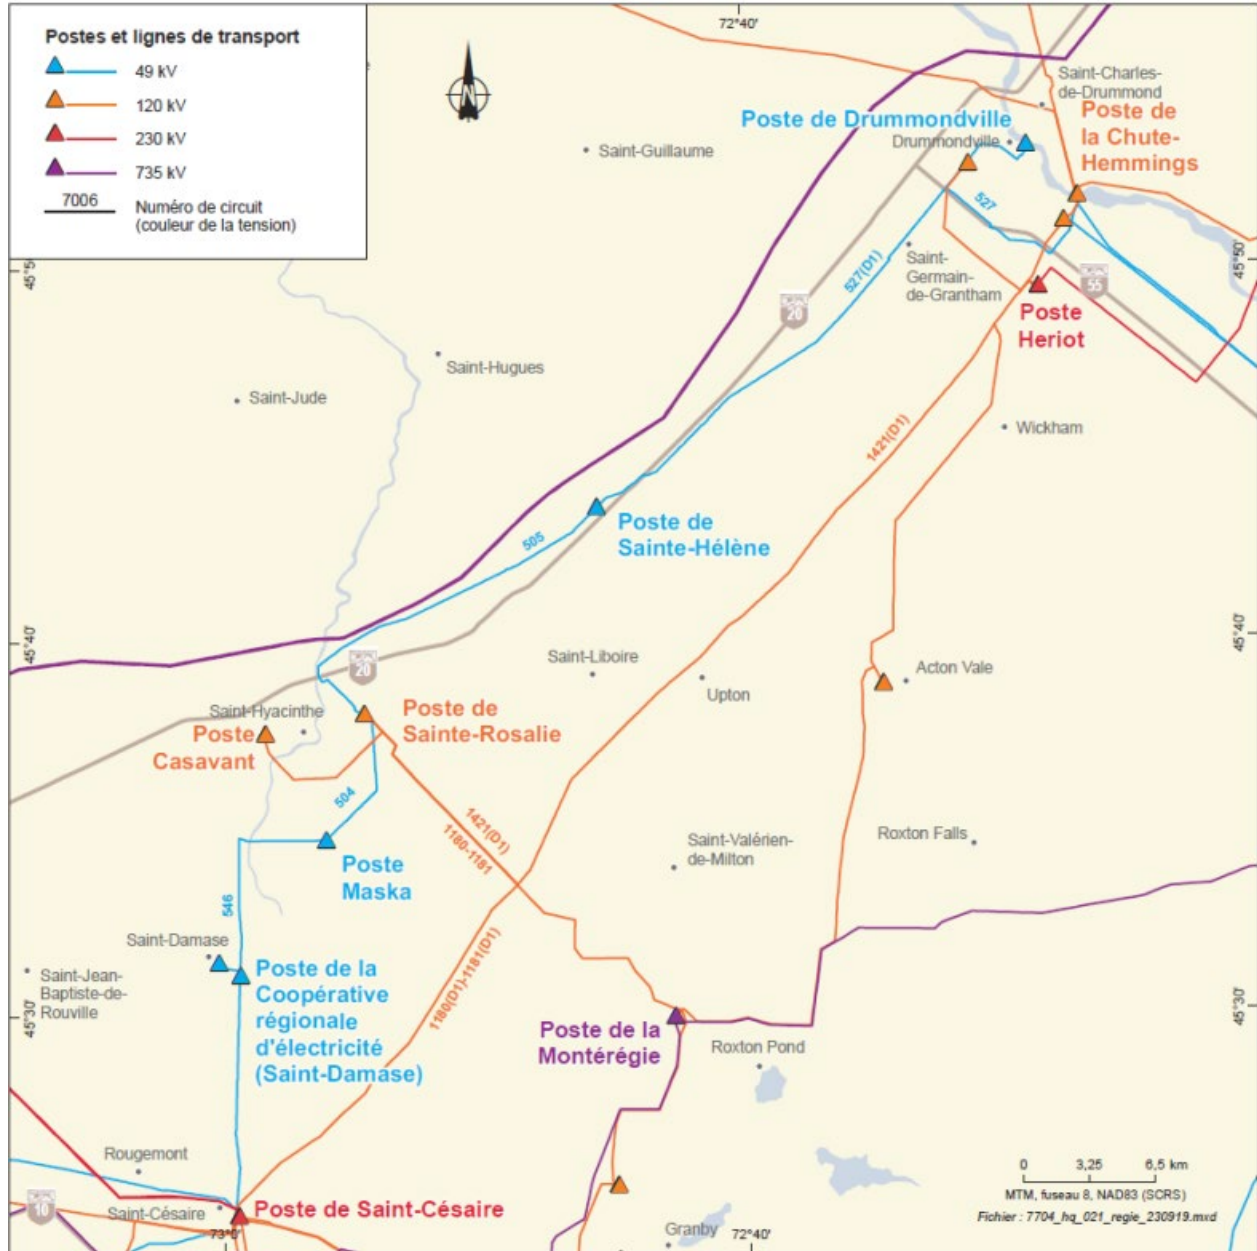 Postes et lignes de transport
49 kV
120 kV
230 kV
735 kV
7006
Numéro de circuit
(couleur de la tension)
N
72°40'
Saint-Charles-
de-Drummond
Poste de Drummondville
Drummondville
Poste de
la Chute-
Hemmings
Saint-Guillaume
527
45°50'
527(D1)
Saint-
Germain-
de-Grantham
55
20
Poste
Heriot
Saint-Hugues
Saint-Jude
1421(D1)
Wickham
Poste de
Sainte-Hélène
505
45°40'
45°40'
20
Saint-Liboire
Upton
Acton Vale
Saint-Hyacinthe
Poste
Casavant
Poste de
Sainte-Rosalie
504
1421(D1)
1180-1181
Saint-Valérien-
de-Milton
Roxton Falls
Poste
Maska
546
Saint-Damase
Saint-Jean-
Baptiste-de-
Rouville
Poste de la
Coopérative
régionale
d'électricité
(Saint-Damase)
1180(D1)-1181(D1)
45°30'
45°30'
Poste de la
Montérégie
Roxton Pond
Rougemont
Saint-Césaire
10
Poste de Saint-Césaire
73°0'
72°40'
Granby
0 3,25 6,5 km
MTM, fuseau 8, NAD83 (SCRS)
Fichier : 7704_hq_021_regie_230919.mxd